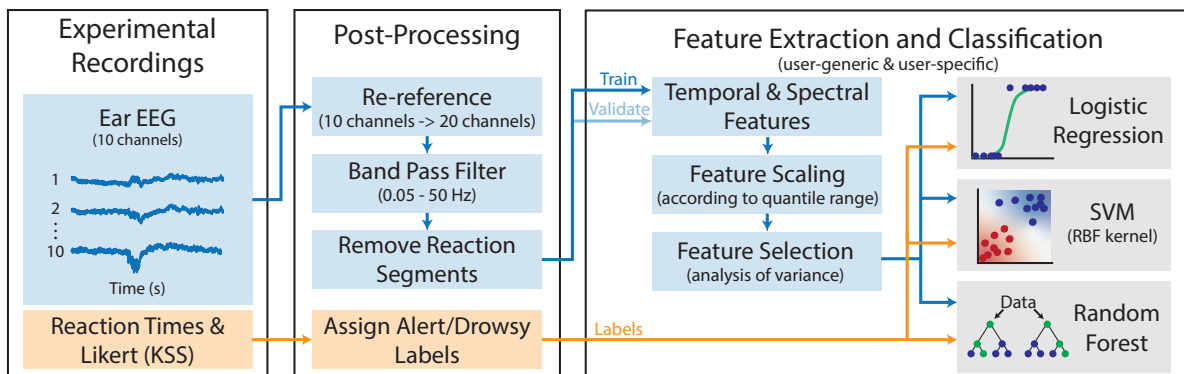 Experimental
Recordings
Ear EEG
(10 channels)
1
2
10
Time (s)
Reaction Times &
Likert (KSS)
Post-Processing
Re-reference
(10 channels -> 20 channels)
Band Pass Filter
(0.05 - 50 Hz)
Remove Reaction
Segments
Assign Alert/Drowsy
Labels
Feature Extraction and Classification
(user-generic & user-specific)
Train
Validate
Labels
Temporal & Spectral
Features
Feature Scaling
(according to quantile range)
Feature Selection
(analysis of variance)
Logistic
Regression
SVM
(RBF kernel)
Data
Random
Forest